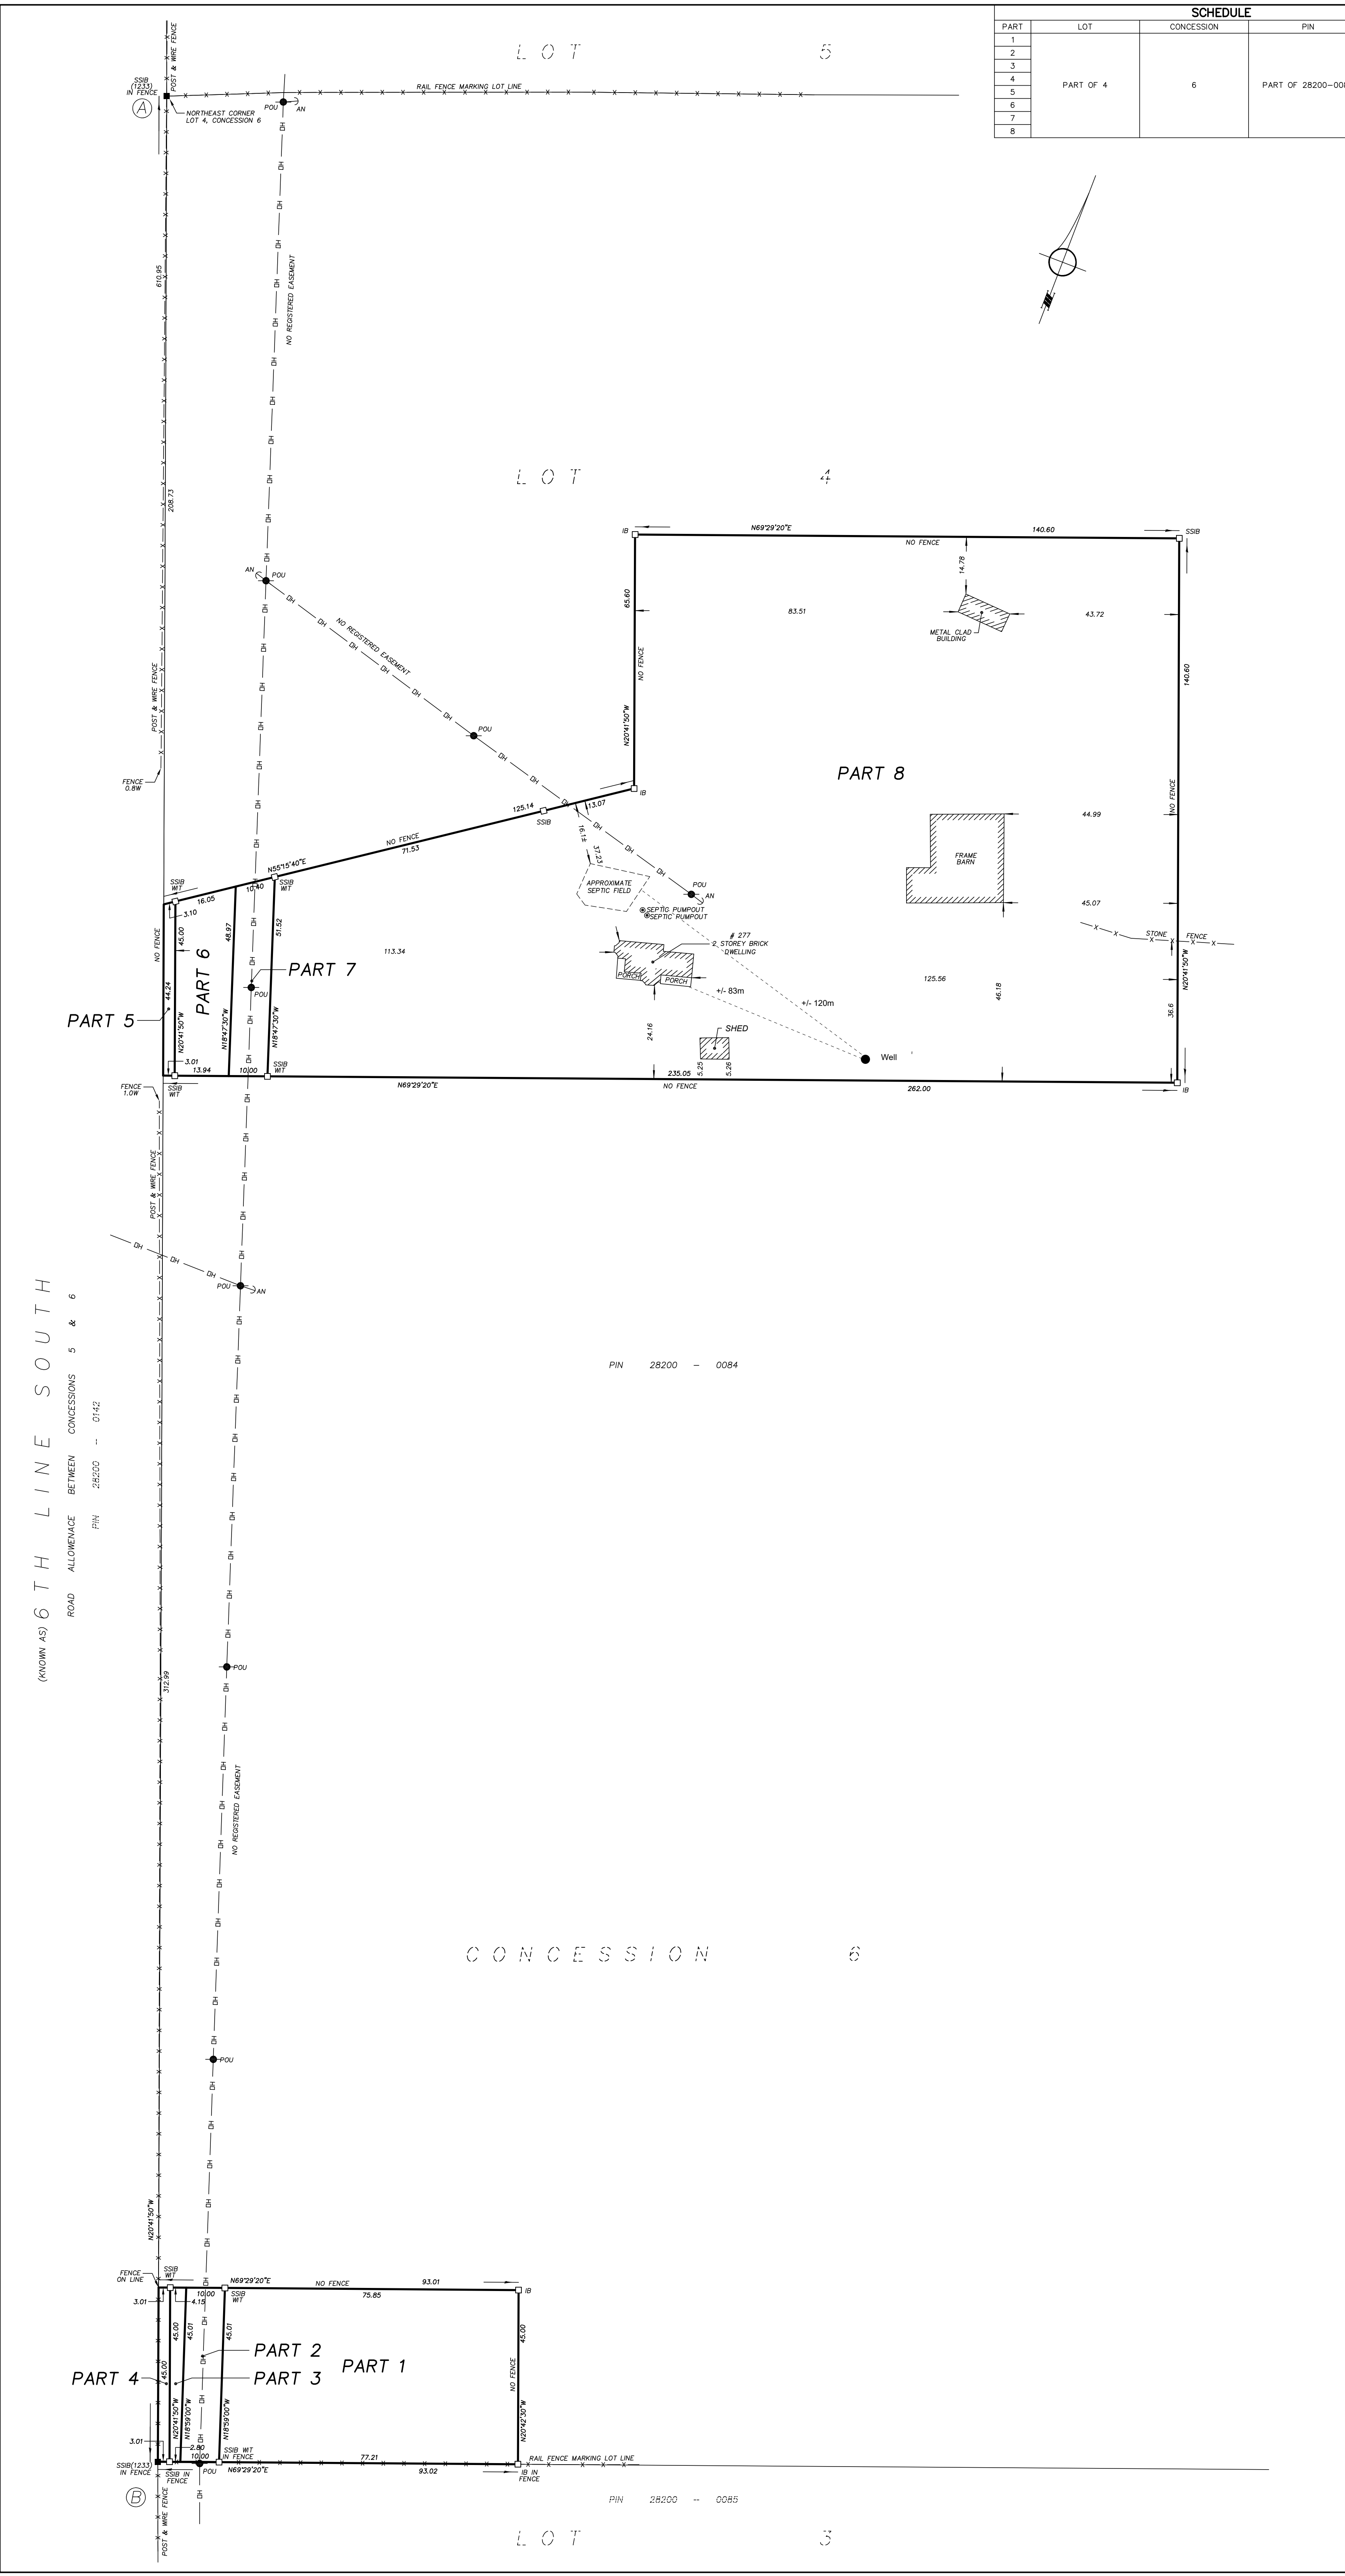 SCHEDULE
PART LOT CONCESSION PIN
1
2
3
4
5
6
7
8
PART OF 4 6 PART OF 28200-008
LOT 5
POST & WIRE FENCE
SSIB
(1233)
IN FENCE
A
NORTHEAST CORNER
LOT 4, CONCESSION 6
RAIL FENCE MARKING LOT LINE
POU
AN
610.95
NO REGISTERED EASEMENT
208.73
LOT 4
AN
POU
NO REGISTERED EASEMENT
POU
POST & WIRE FENCE
FENCE
0.8W
IB
N69°29'20"E
140.60
SSIB
NO FENCE
14.78
65.60
83.51
43.72
METAL CLAD
BUILDING
NO FENCE
140.60
N20°41'50"W
PART 8
IB
NO FENCE
125.14
13.07
SSIB
NO FENCE
71.53
16.1±
37.23
44.99
FRAME
BARN
45.07
N55°15'40"E
10.40
SSIB
WIT
SSIB
WIT
16.05
3.10
APPROXIMATE
SEPTIC FIELD
POU
AN
SEPTIC PUMPOUT
SEPTIC PUMPOUT
STONE FENCE
NO FENCE
45.00
48.97
51.52
113.34
# 277
2 STOREY BRICK
DWELLING
PORCH
PORCH
125.56
46.18
36.6
N20°41'50"W
PART 6
PART 7
POU
44.24
PART 5
N20°41'50"W
N18°47'30"W
N18°47'30"W
+/- 83m
+/- 120m
24.16
SHED
Well
5.25
5.26
3.01
13.94
10.00
SSIB
WIT
SSIB
WIT
N69°29'20"E
235.05
NO FENCE
262.00
IB
FENCE
1.0W
POST & WIRE FENCE
POU
AN
PIN 28200 - 0084
(KNOWN AS) 6TH LINE SOUTH
ROAD ALLOWENACE BETWEEN CONCESSIONS 5 & 6
PIN 28200 - 0142
312.99
POU
NO REGISTERED EASEMENT
CONCESSION 6
POU
N20°41'50"W
FENCE
ON LINE
SSIB
WIT
N69°29'20"E
NO FENCE
93.01
IB
3.01
4.15
10.00
SSIB
WIT
75.85
45.00
45.00
45.01
45.01
45.00
NO FENCE
PART 2
PART 1
PART 4
PART 3
N20°41'50"W
N18°59'00"W
N18°59'00"W
N20°42'30"W
3.01
2.80
10.00
SSIB WIT
IN FENCE
77.21
RAIL FENCE MARKING LOT LINE
SSIB(1233)
IN FENCE
SSIB IN
FENCE
POU
N69°29'20"E
93.02
IB IN
FENCE
B
POST & WIRE FENCE
PIN 28200 - 0085
LOT 3